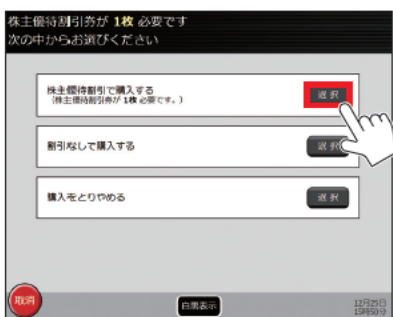 株主優待割引券が 1枚 必要です
次の中からお選びください
株主優待割引で購入する
(株主優待割引券が 1枚 必要です。)
選択
割引なしで購入する
選択
購入をとりやめる
選択
取消
白黒表示
12月25日
15時50分